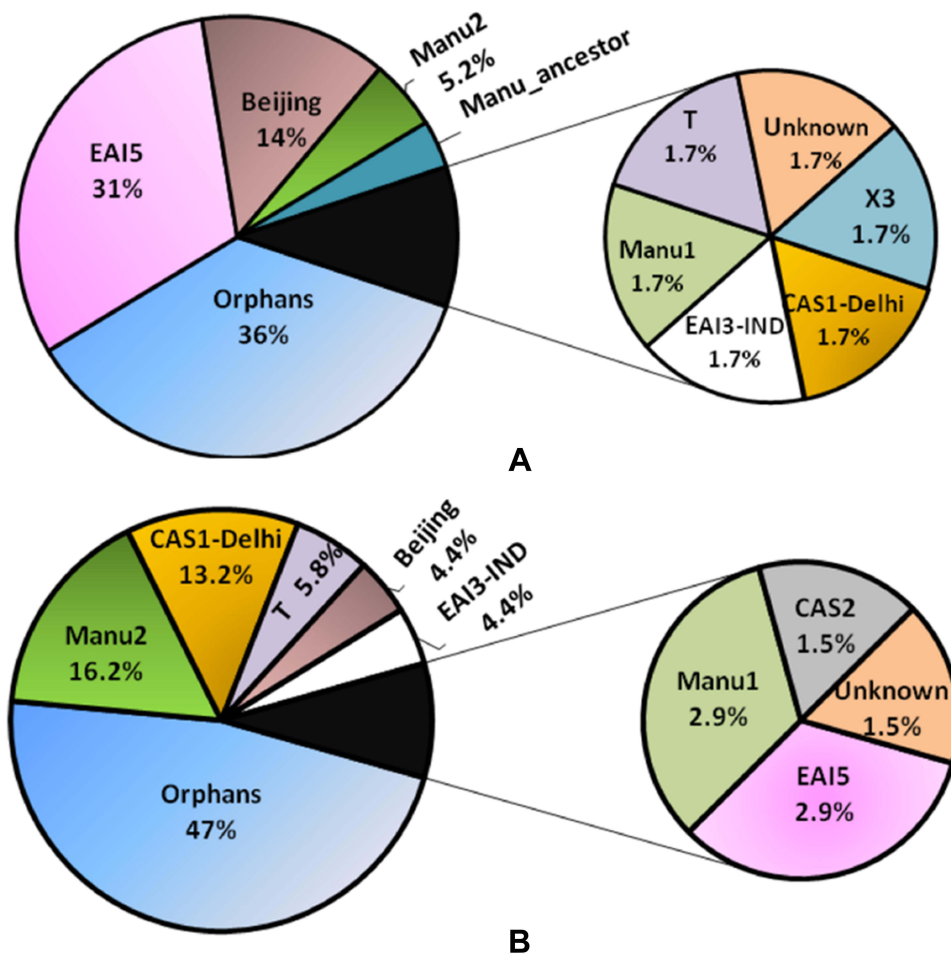 EAI5
31%
Beijing
14%
Manu2
5.2%
Manu_ancestor
Orphans
36%
T
1.7%
Unknown
1.7%
X3
1.7%
Manu1
1.7%
EAI3-IND
1.7%
CAS1-Delhi
1.7%
A
Manu2
16.2%
CAS1-Delhi
13.2%
T 5.8%
Beijing
4.4%
EAI3-IND
4.4%
Orphans
47%
CAS2
1.5%
Manu1
2.9%
Unknown
1.5%
EAI5
2.9%
B